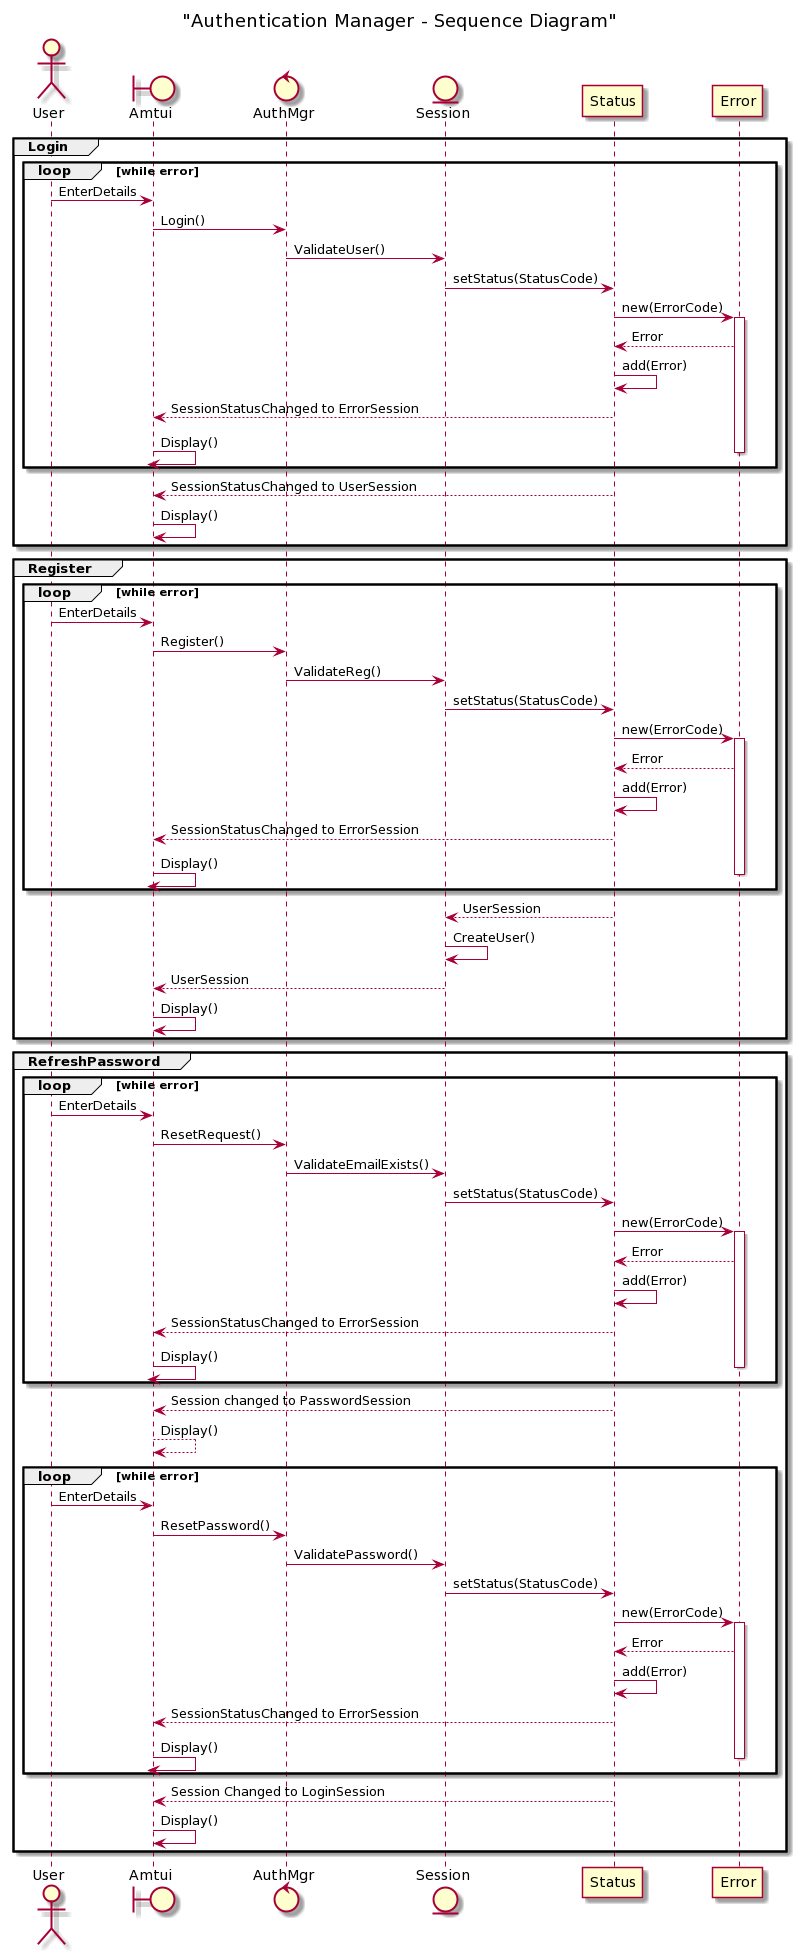 "Authentication Manager - Sequence Diagram"
User
Amtui
AuthMgr
Session
Status
Error
Login
loop [while error]
EnterDetails
Login()
ValidateUser()
setStatus(StatusCode)
new(ErrorCode)
Error
add(Error)
SessionStatusChanged to ErrorSession
Display()
SessionStatusChanged to UserSession
Display()
Register
loop [while error]
EnterDetails
Register()
ValidateReg()
setStatus(StatusCode)
new(ErrorCode)
Error
add(Error)
SessionStatusChanged to ErrorSession
Display()
UserSession
CreateUser()
UserSession
Display()
RefreshPassword
loop [while error]
EnterDetails
ResetRequest()
ValidateEmailExists()
setStatus(StatusCode)
new(ErrorCode)
Error
add(Error)
SessionStatusChanged to ErrorSession
Display()
Session changed to PasswordSession
Display()
loop [while error]
EnterDetails
ResetPassword()
ValidatePassword()
setStatus(StatusCode)
new(ErrorCode)
Error
add(Error)
SessionStatusChanged to ErrorSession
Display()
Session Changed to LoginSession
Display()
User
Amtui
AuthMgr
Session
Status
Error